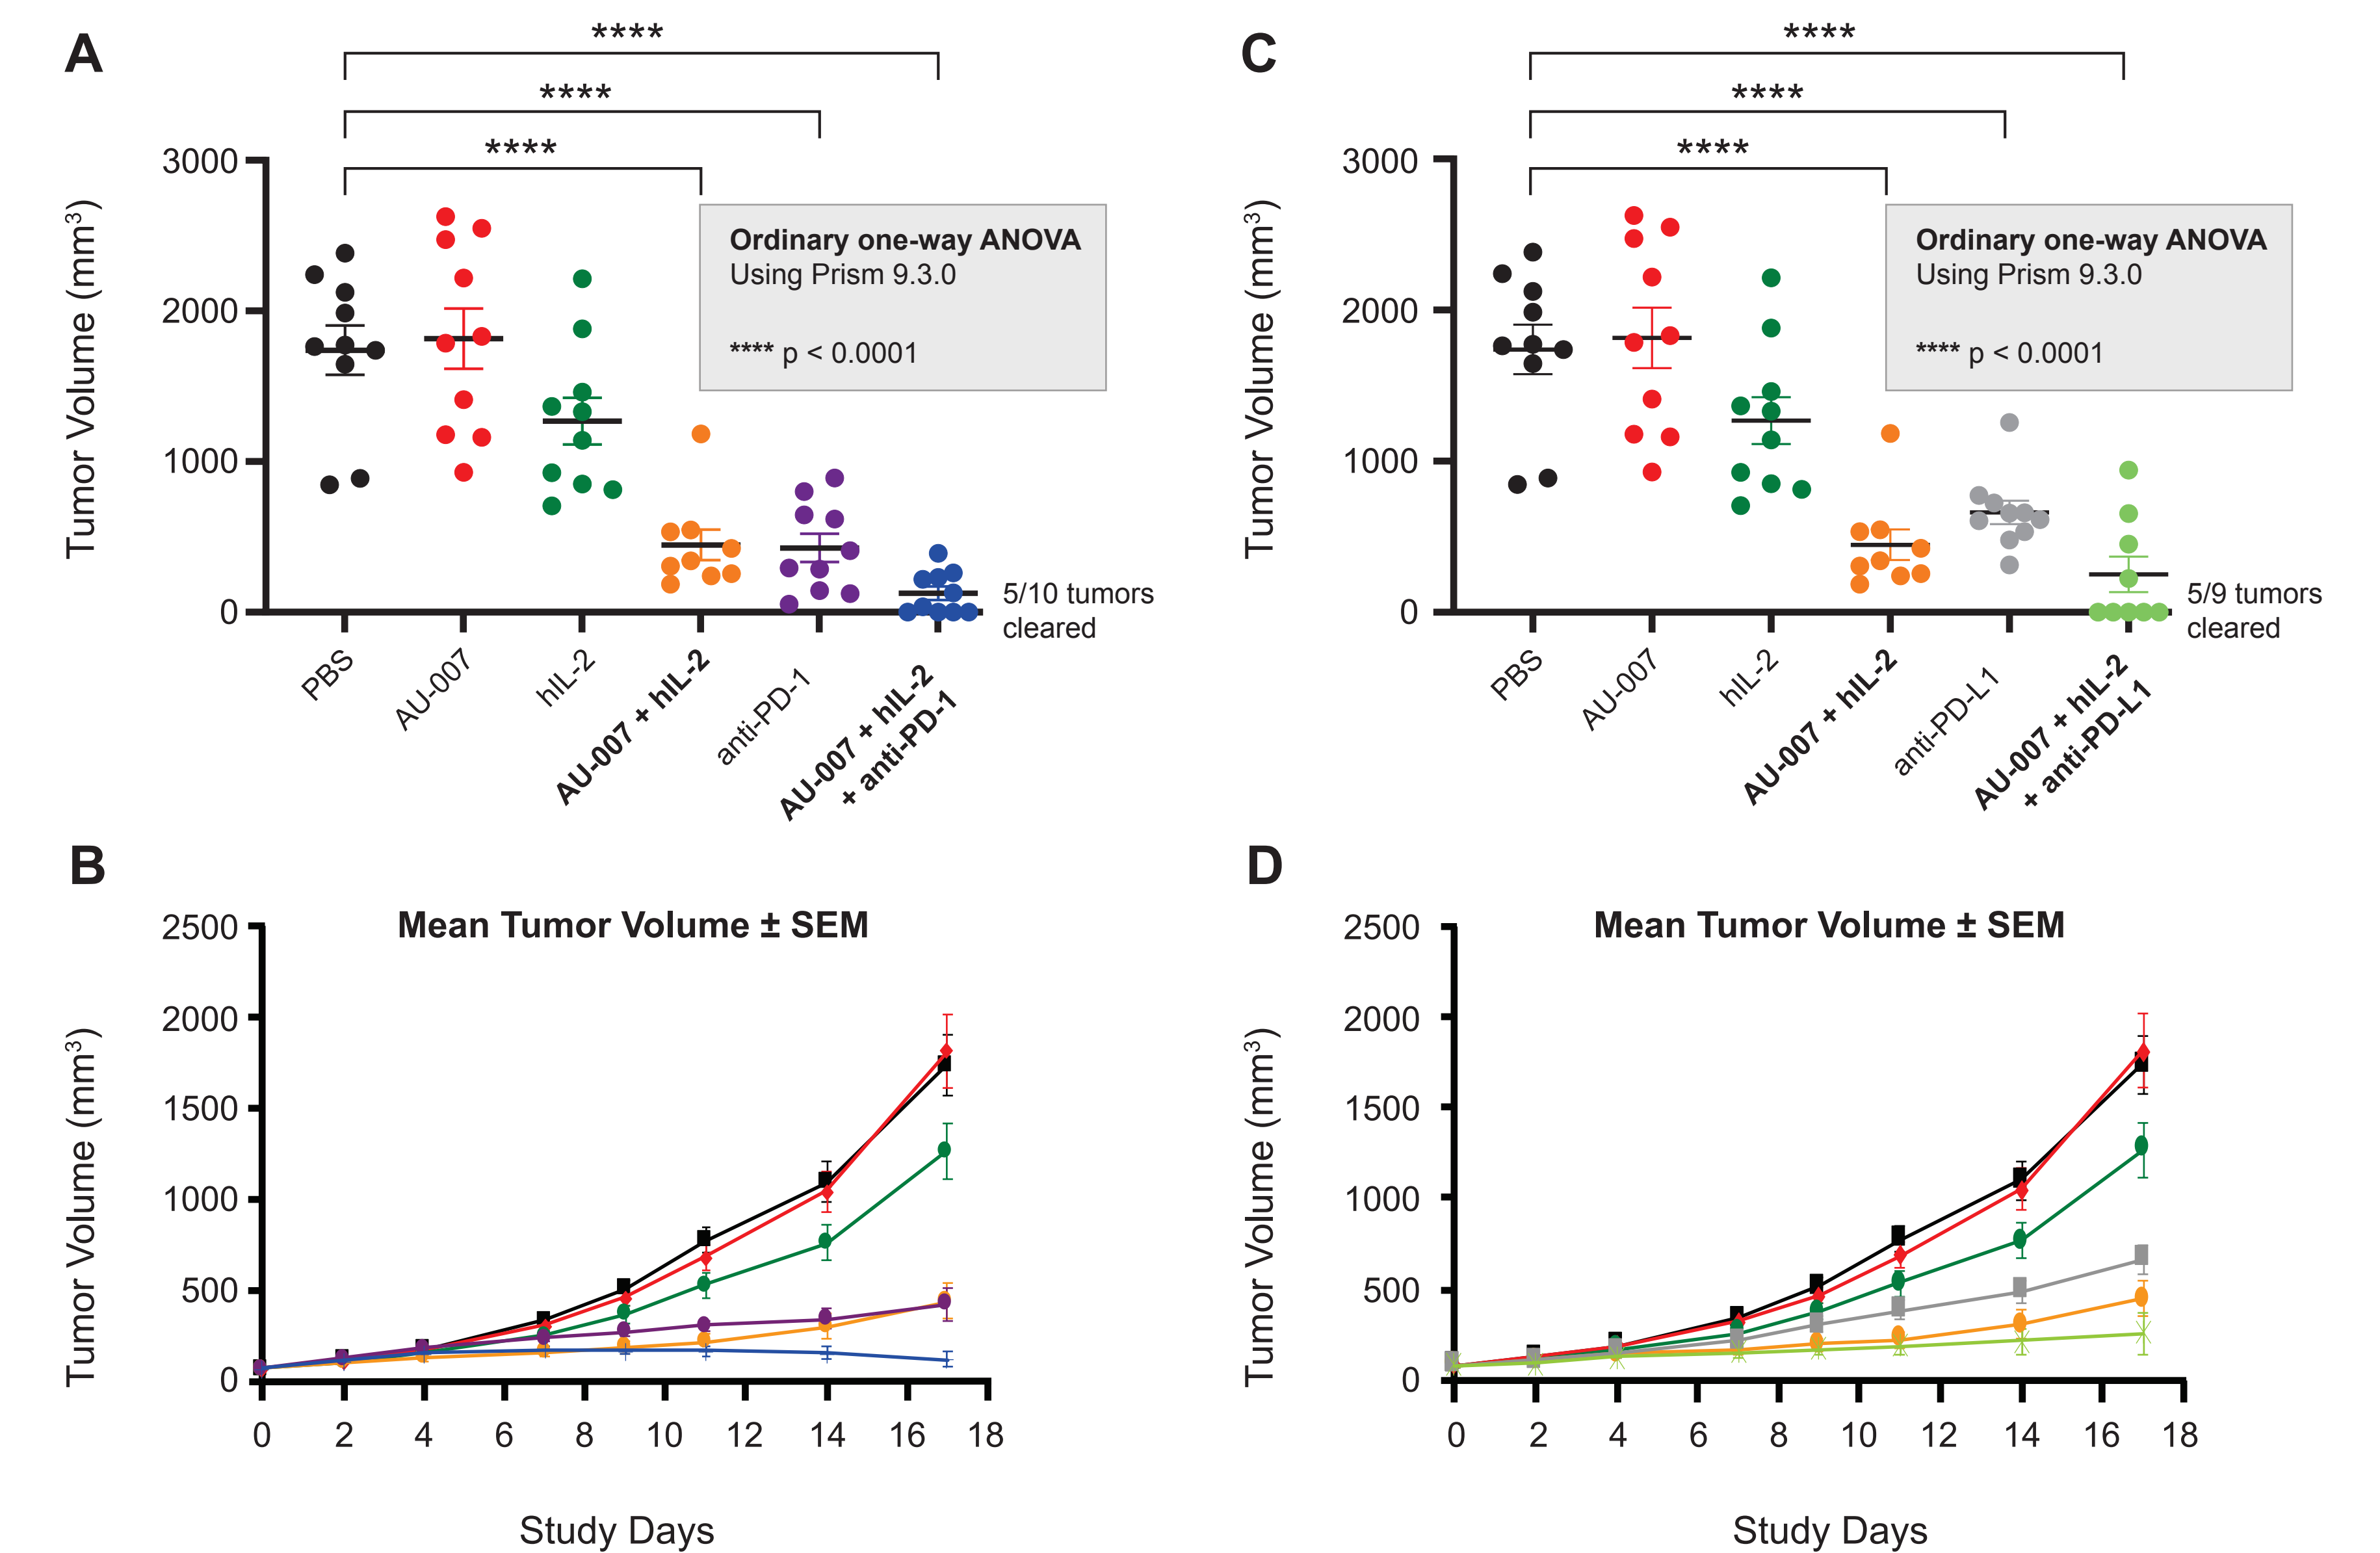 A
****
****
****
3000
2000
1000
0
Tumor Volume (mm³)
Ordinary one-way ANOVA
Using Prism 9.3.0
**** p < 0.0001
5/10 tumors
cleared
PBS
AU-007
hIL-2
AU-007 + hIL-2
anti-PD-1
AU-007 + hIL-2
+ anti-PD-1
C
****
****
****
3000
2000
1000
0
Tumor Volume (mm³)
Ordinary one-way ANOVA
Using Prism 9.3.0
**** p < 0.0001
5/9 tumors
cleared
PBS
AU-007
hIL-2
AU-007 + hIL-2
anti-PD-L1
AU-007 + hIL-2
+ anti-PD-L1
B
Mean Tumor Volume ± SEM
2500
2000
1500
1000
500
0
Tumor Volume (mm³)
0 2 4 6 8 10 12 14 16 18
Study Days
D
Mean Tumor Volume ± SEM
2500
2000
1500
1000
500
0
Tumor Volume (mm³)
0 2 4 6 8 10 12 14 16 18
Study Days